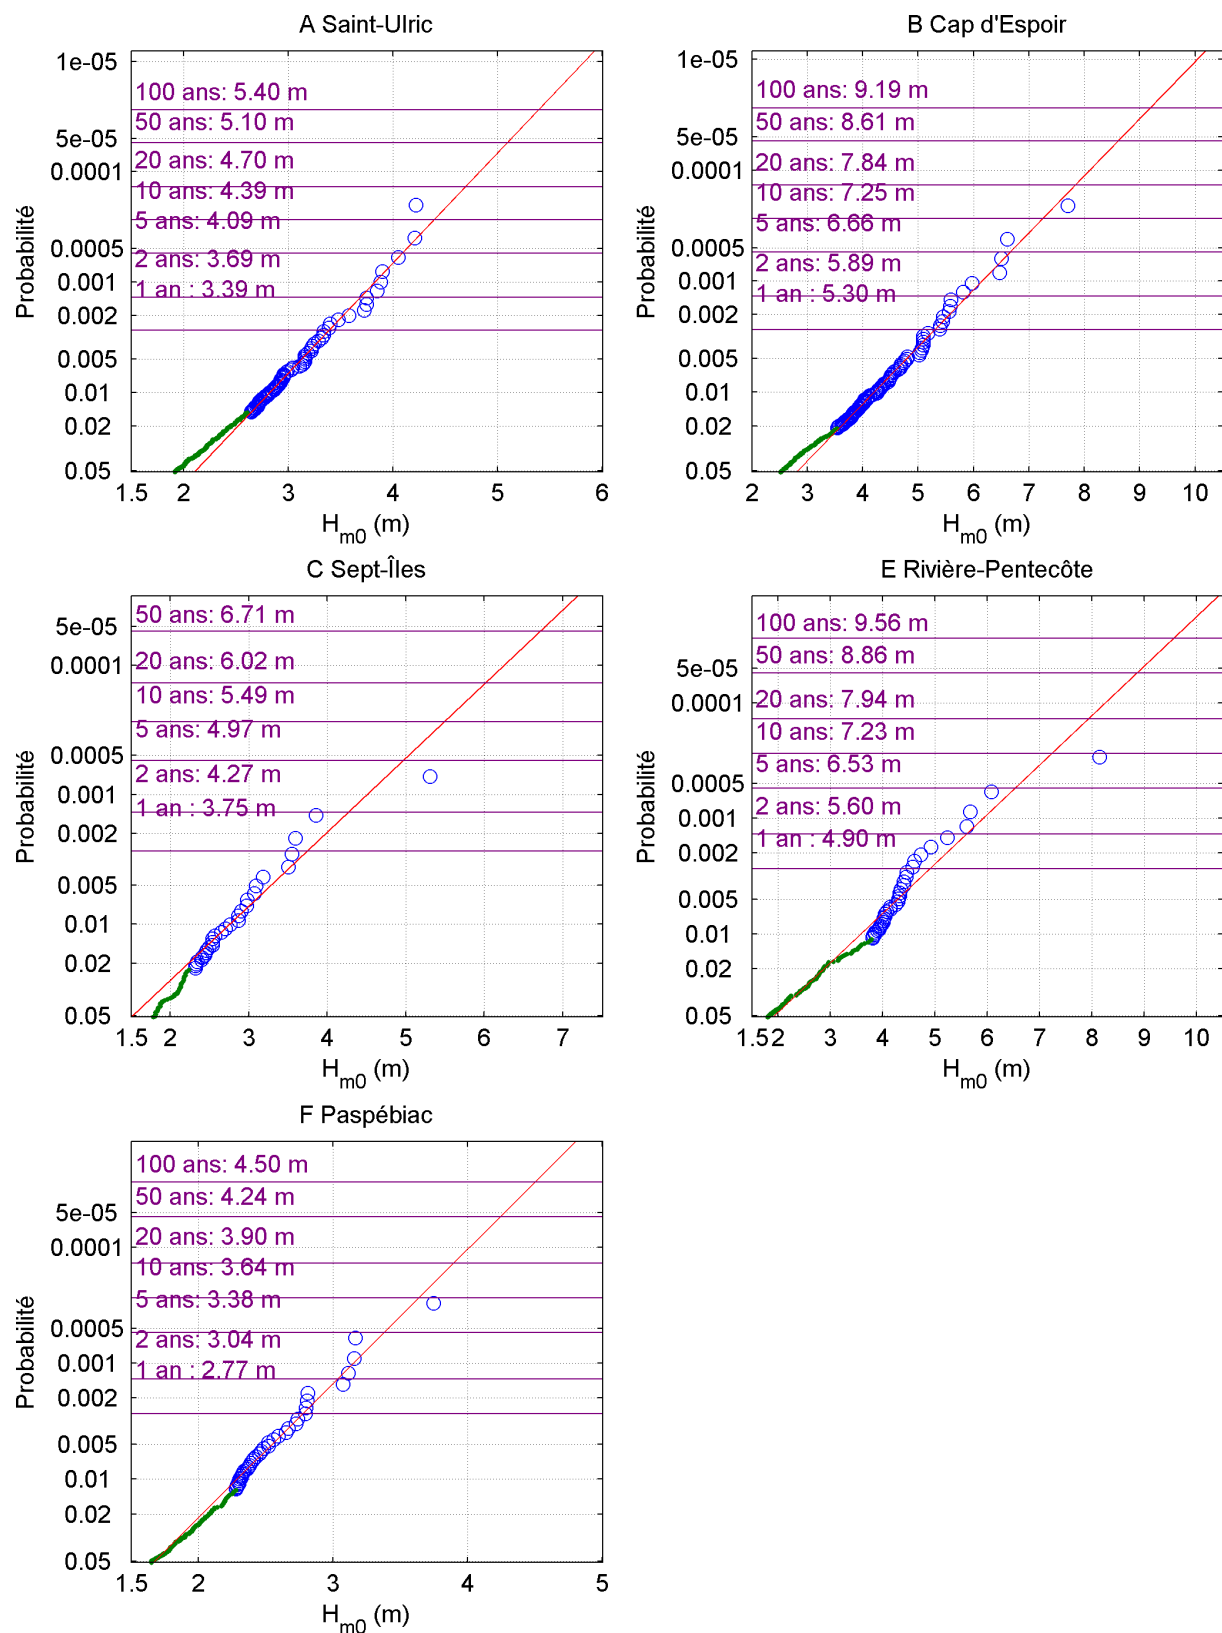 A Saint-Ulric
1e-05
100 ans: 5.40 m
50 ans: 5.10 m
5e-05
20 ans: 4.70 m
0.0001
10 ans: 4.39 m
5 ans: 4.09 m
0.0005
2 ans: 3.69 m
0.001
1 an : 3.39 m
0.002
0.005
0.01
0.02
0.05
Probabilité
1.5 2 3 4 5 6
H_m0 (m)
B Cap d'Espoir
1e-05
100 ans: 9.19 m
50 ans: 8.61 m
5e-05
20 ans: 7.84 m
0.0001
10 ans: 7.25 m
5 ans: 6.66 m
0.0005
2 ans: 5.89 m
0.001
1 an : 5.30 m
0.002
0.005
0.01
0.02
0.05
Probabilité
2 3 4 5 6 7 8 9 10
H_m0 (m)
C Sept-Îles
50 ans: 6.71 m
5e-05
20 ans: 6.02 m
0.0001
10 ans: 5.49 m
5 ans: 4.97 m
0.0005
2 ans: 4.27 m
0.001
1 an : 3.75 m
0.002
0.005
0.01
0.02
0.05
Probabilité
1.5 2 3 4 5 6 7
H_m0 (m)
E Rivière-Pentecôte
100 ans: 9.56 m
50 ans: 8.86 m
5e-05
20 ans: 7.94 m
0.0001
10 ans: 7.23 m
5 ans: 6.53 m
0.0005
2 ans: 5.60 m
0.001
1 an : 4.90 m
0.002
0.005
0.01
0.02
0.05
Probabilité
1.5 2 3 4 5 6 7 8 9 10
H_m0 (m)
F Paspébiac
100 ans: 4.50 m
50 ans: 4.24 m
5e-05
20 ans: 3.90 m
0.0001
10 ans: 3.64 m
5 ans: 3.38 m
0.0005
2 ans: 3.04 m
0.001
1 an : 2.77 m
0.002
0.005
0.01
0.02
0.05
Probabilité
1.5 2 3 4 5
H_m0 (m)